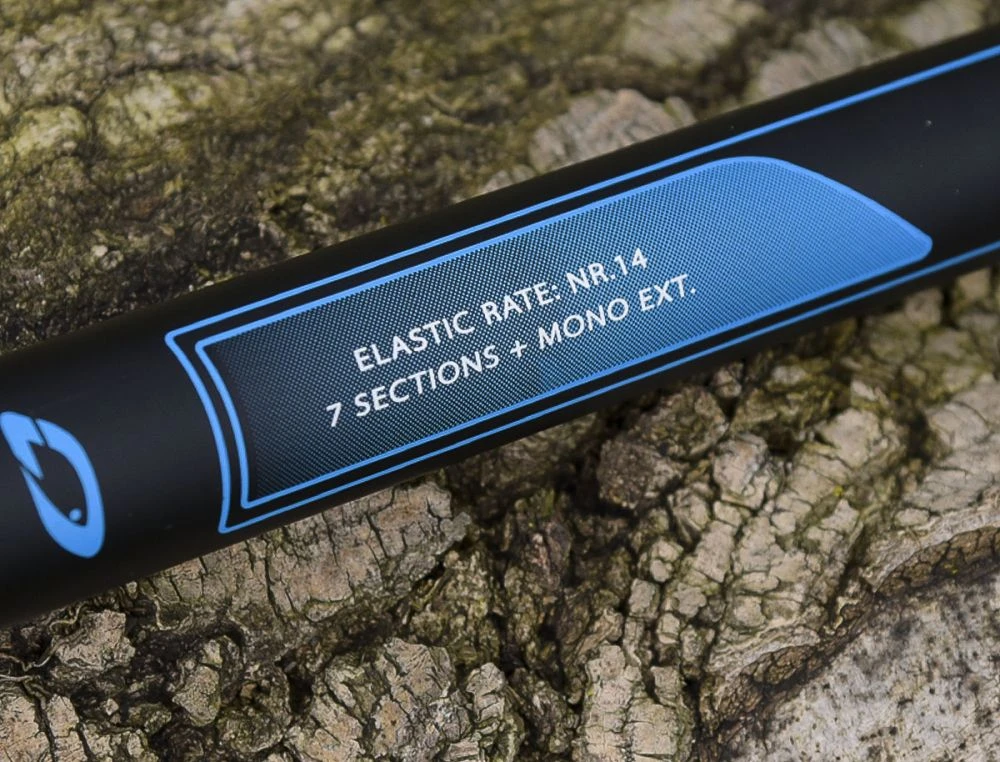 ELASTIC RATE: NR.14
7 SECTIONS + MONO EXT.